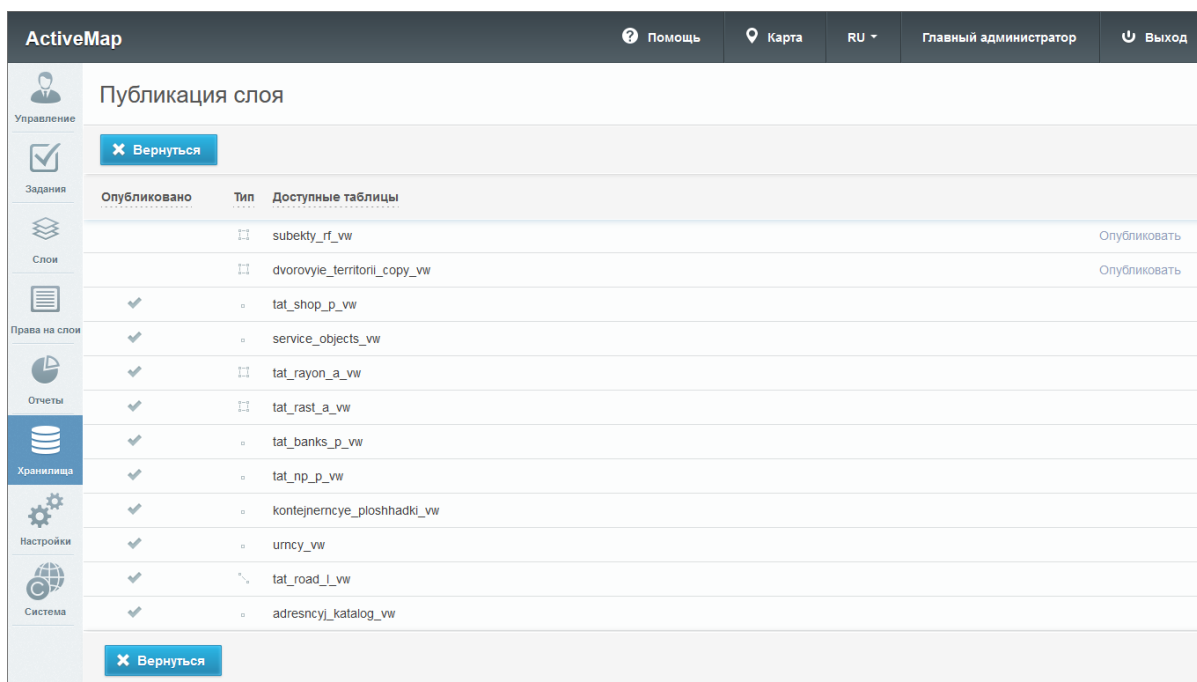 ActiveMap
Помощь
Карта
RU
Главный администратор
Выход
Управление
Задания
Слои
Права на слои
Отчеты
Хранилища
Настройки
Система
Публикация слоя
Вернуться
Опубликовано Тип Доступные таблицы
subekty_rf_vw Опубликовать
dvorovyie_territorii_copy_vw Опубликовать
tat_shop_p_vw
service_objects_vw
tat_rayon_a_vw
tat_rast_a_vw
tat_banks_p_vw
tat_np_p_vw
kontejnerncye_ploshhadki_vw
urncy_vw
tat_road_l_vw
adresncyj_katalog_vw
Вернуться